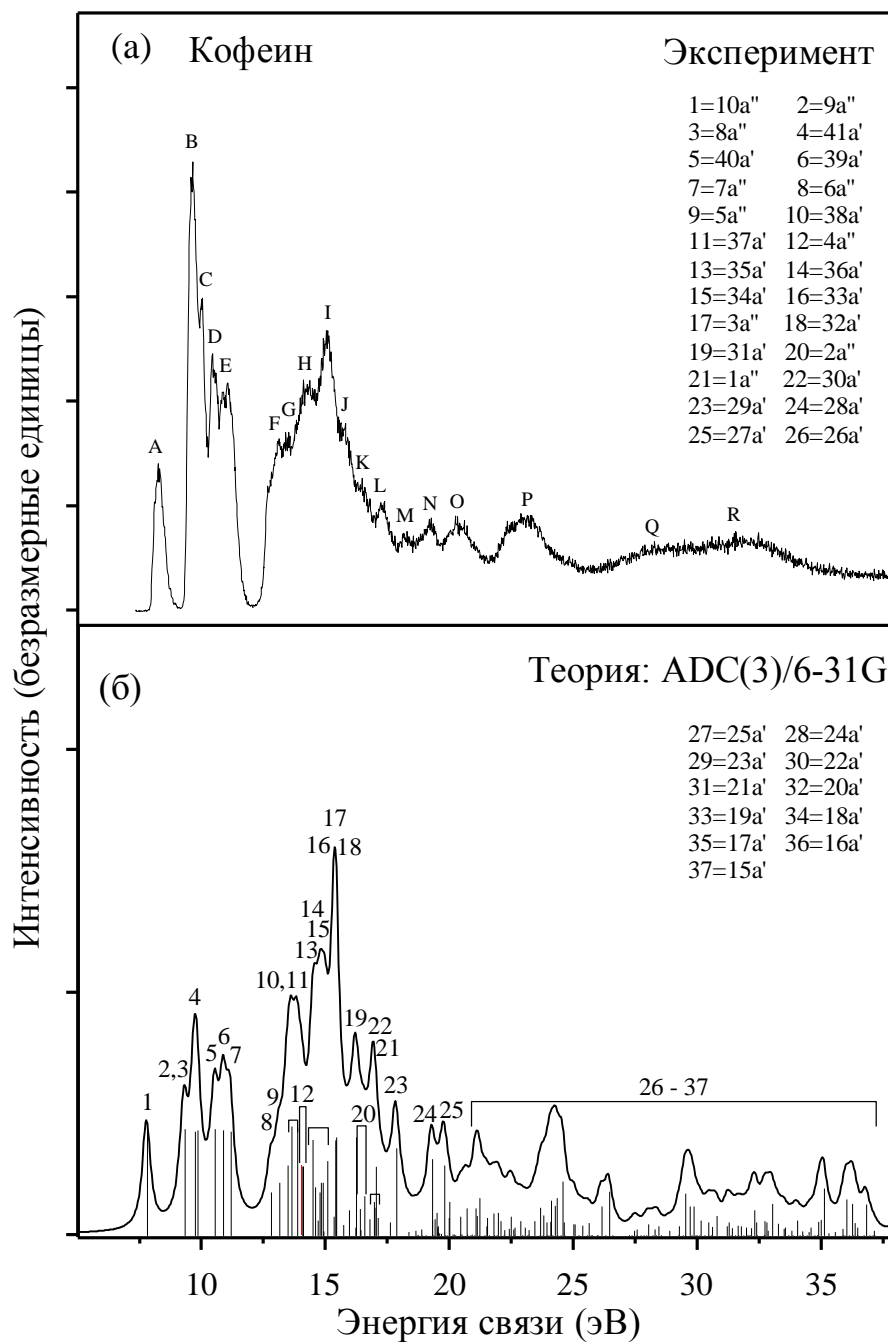 (а) Кофеин Эксперимент
1=10a" 2=9a"
3=8a" 4=41a'
5=40a' 6=39a'
7=7a" 8=6a"
9=5a" 10=38a'
11=37a' 12=4a"
13=35a' 14=36a'
15=34a' 16=33a'
17=3a" 18=32a'
19=31a' 20=2a"
21=1a" 22=30a'
23=29a' 24=28a'
25=27a' 26=26a'
A
B
C
D
E
F
G
H
I
J
K
L
M
N
O
P
Q
R
Интенсивность (безразмерные единицы)
(б) Теория: ADC(3)/6-31G
27=25a' 28=24a'
29=23a' 30=22a'
31=21a' 32=20a'
33=19a' 34=18a'
35=17a' 36=16a'
37=15a'
1
2,3
4
5
6
7
8
9
10,11
12
13
14
15
16
17
18
19
20
22
21
23
24
25
26 - 37
10 15 20 25 30 35
Энергия связи (эВ)